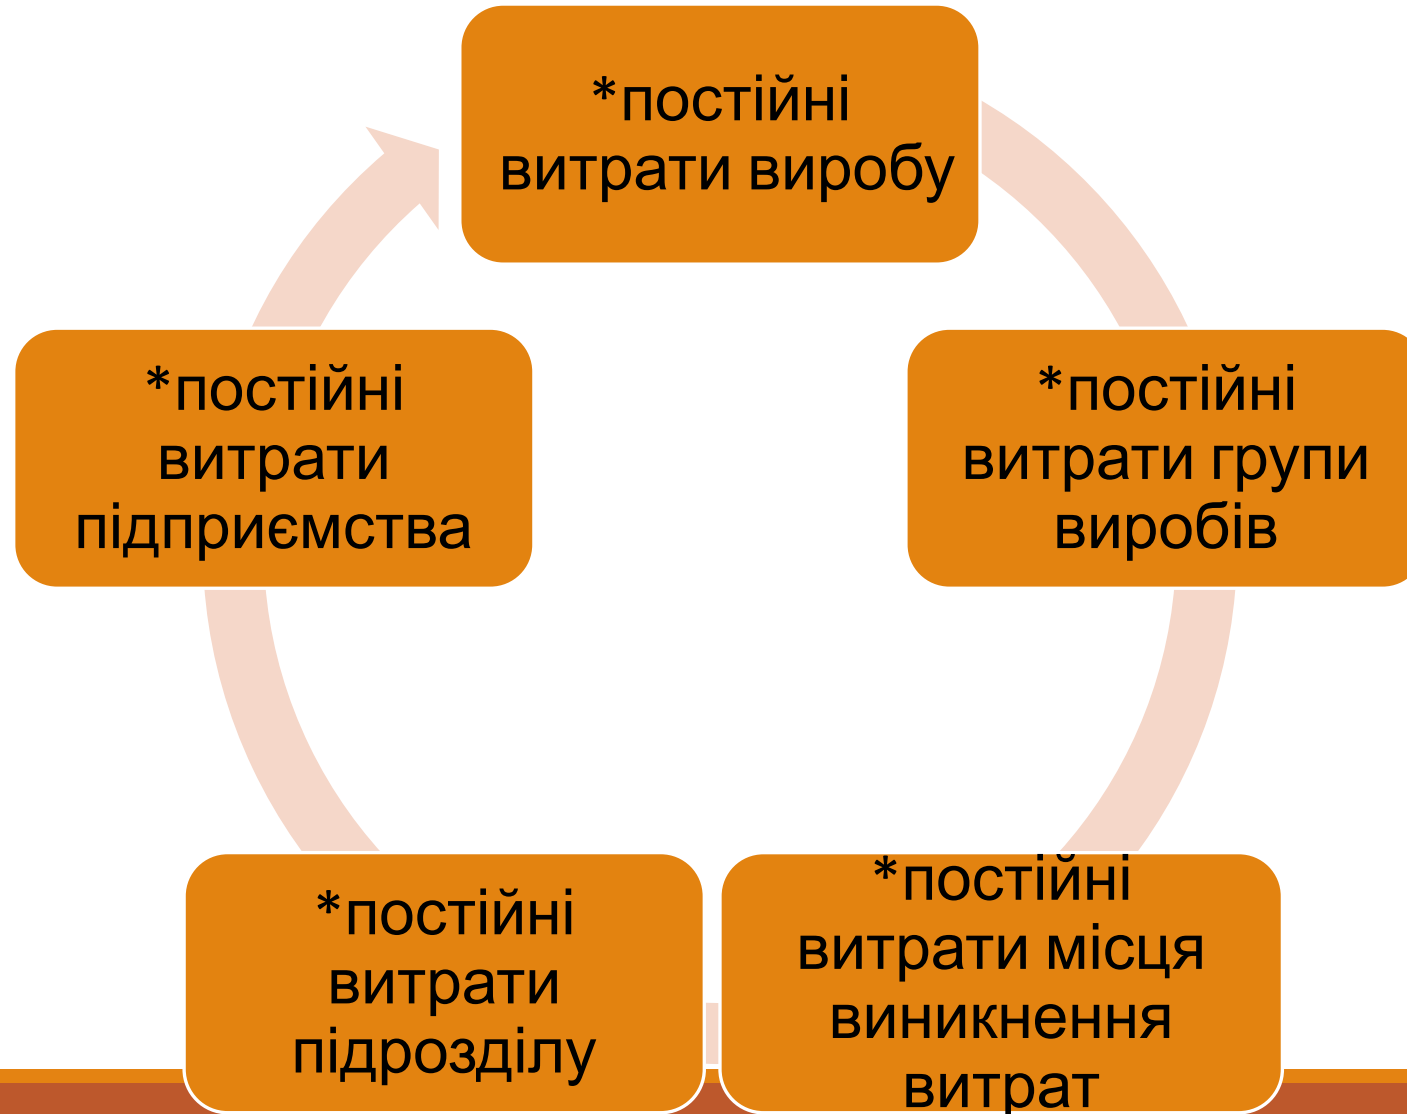 *постійні
витрати виробу
*постійні
витрати групи
виробів
*постійні
витрати місця
виникнення
витрат
*постійні
витрати
підрозділу
*постійні
витрати
підприємства